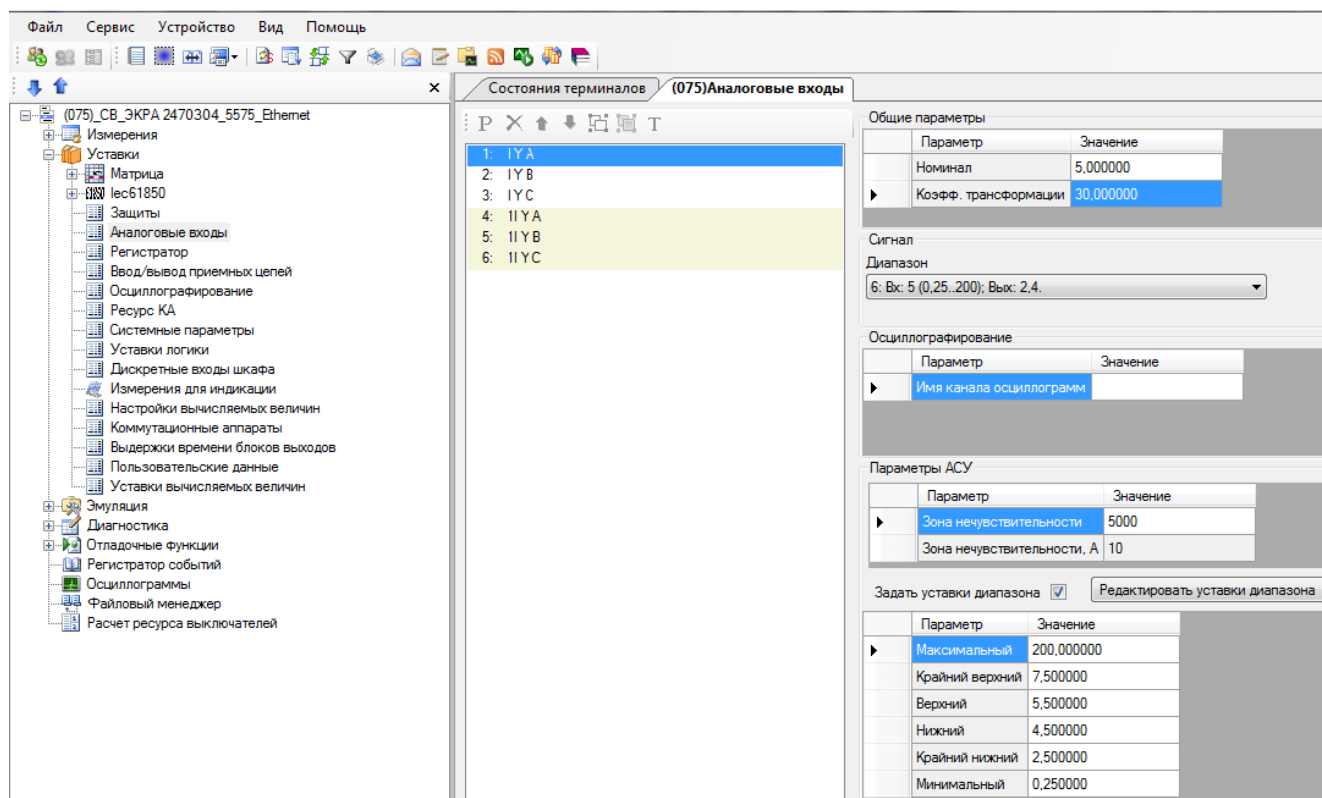 Файл Сервис Устройство Вид Помощь
Состояния терминалов (075)Аналоговые входы
(075)_СВ_ЭКРА 2470304_5575_Ethernet
Измерения
Уставки
Матрица
Iec61850
Защиты
Аналоговые входы
Регистратор
Ввод/вывод приемных цепей
Осциллографирование
Ресурс КА
Системные параметры
Уставки логики
Дискретные входы шкафа
Измерения для индикации
Настройки вычисляемых величин
Коммутационные аппараты
Выдержки времени блоков выходов
Пользовательские данные
Уставки вычисляемых величин
Эмуляция
Диагностика
Отладочные функции
Регистратор событий
Осциллограммы
Файловый менеджер
Расчет ресурса выключателей
P T
1: I Y A
2: I Y B
3: I Y C
4: 1I Y A
5: 1I Y B
6: 1I Y C
Общие параметры
Параметр Значение
Номинал 5,000000
Коэфф. трансформации 30,000000
Сигнал
Диапазон
6: Вх: 5 (0,25..200); Вых: 2,4.
Осциллографирование
Параметр Значение
Имя канала осциллограмм
Параметры АСУ
Параметр Значение
Зона нечувствительности 5000
Зона нечувствительности, А 10
Задать уставки диапазона Редактировать уставки диапазона
Параметр Значение
Максимальный 200,000000
Крайний верхний 7,500000
Верхний 5,500000
Нижний 4,500000
Крайний нижний 2,500000
Минимальный 0,250000